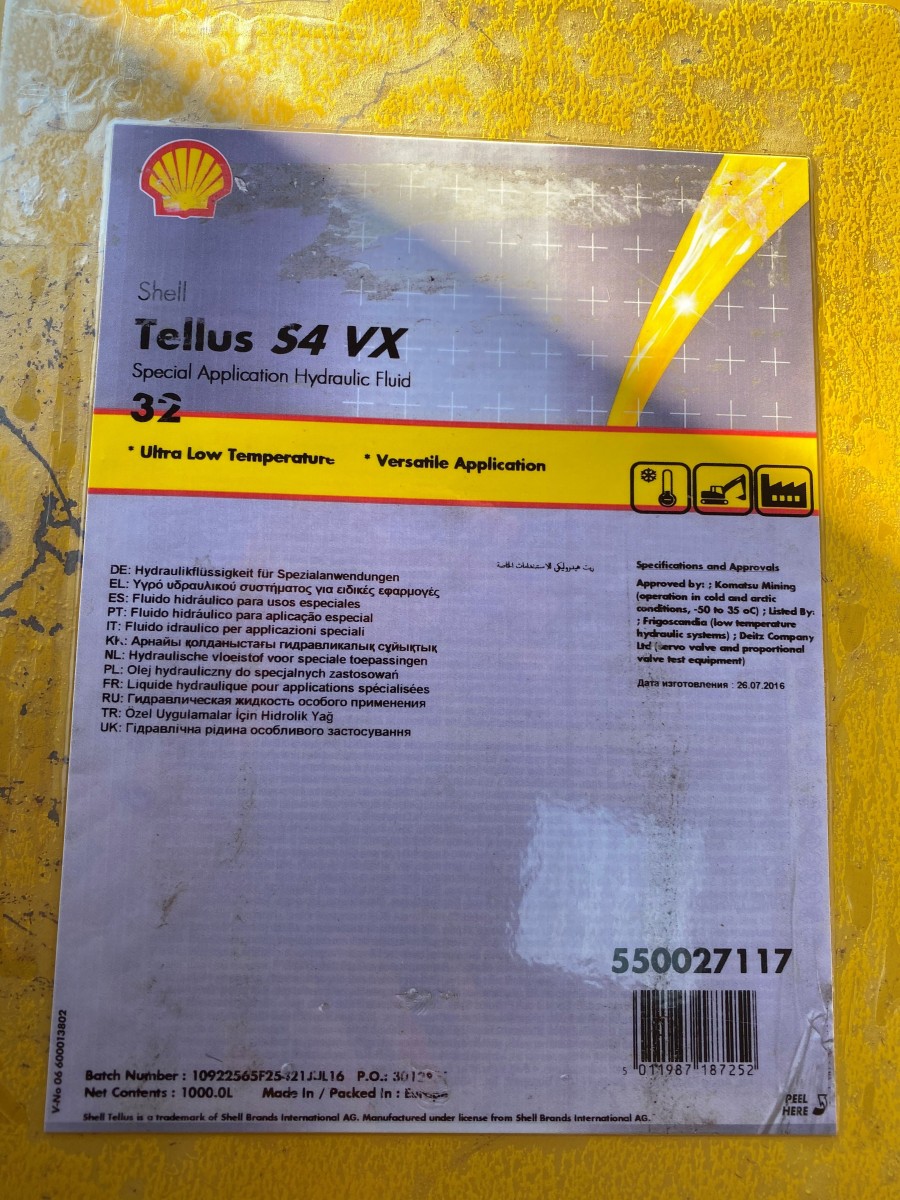 Shell
Tellus S4 VX
Special Application Hydraulic Fluid
32
* Ultra Low Temperature * Versatile Application
DE: Hydraulikflüssigkeit für Spezialanwendungen
EL: Υγρό υδραυλικού συστήματος για ειδικές εφαρμογές
ES: Fluido hidráulico para usos especiales
PT: Fluido hidráulico para aplicação especial
IT: Fluido idraulico per applicazioni speciali
KK: Арнайы қолданыстағы гидравликалық сұйықтық
NL: Hydraulische vloeistof voor speciale toepassingen
PL: Olej hydrauliczny do specjalnych zastosowań
FR: Liquide hydraulique pour applications spécialisées
RU: Гидравлическая жидкость особого применения
TR: Özel Uygulamalar İçin Hidrolik Yağ
UK: Гідравлічна рідина особливого застосування
زيت هيدروليكي للاستعمالات الخاصة
Specifications and Approvals
Approved by: ; Komatsu Mining
(operation in cold and arctic
conditions, -50 to 35 oC) ; Listed By:
; Frigoscandia (low temperature
hydraulic systems) ; Deitz Company
Ltd (servo valve and proportional
valve test equipment)
Дата изготовления : 26.07.2016
550027117
5 011987 187252
Batch Number : P.O.:
Net Contents : 1000.0L Made In / Packed In : Europe
Shell Tellus is a trademark of Shell Brands International AG. Manufactured under license from Shell Brands International AG.
V-No 06 600013802
PEEL
HERE